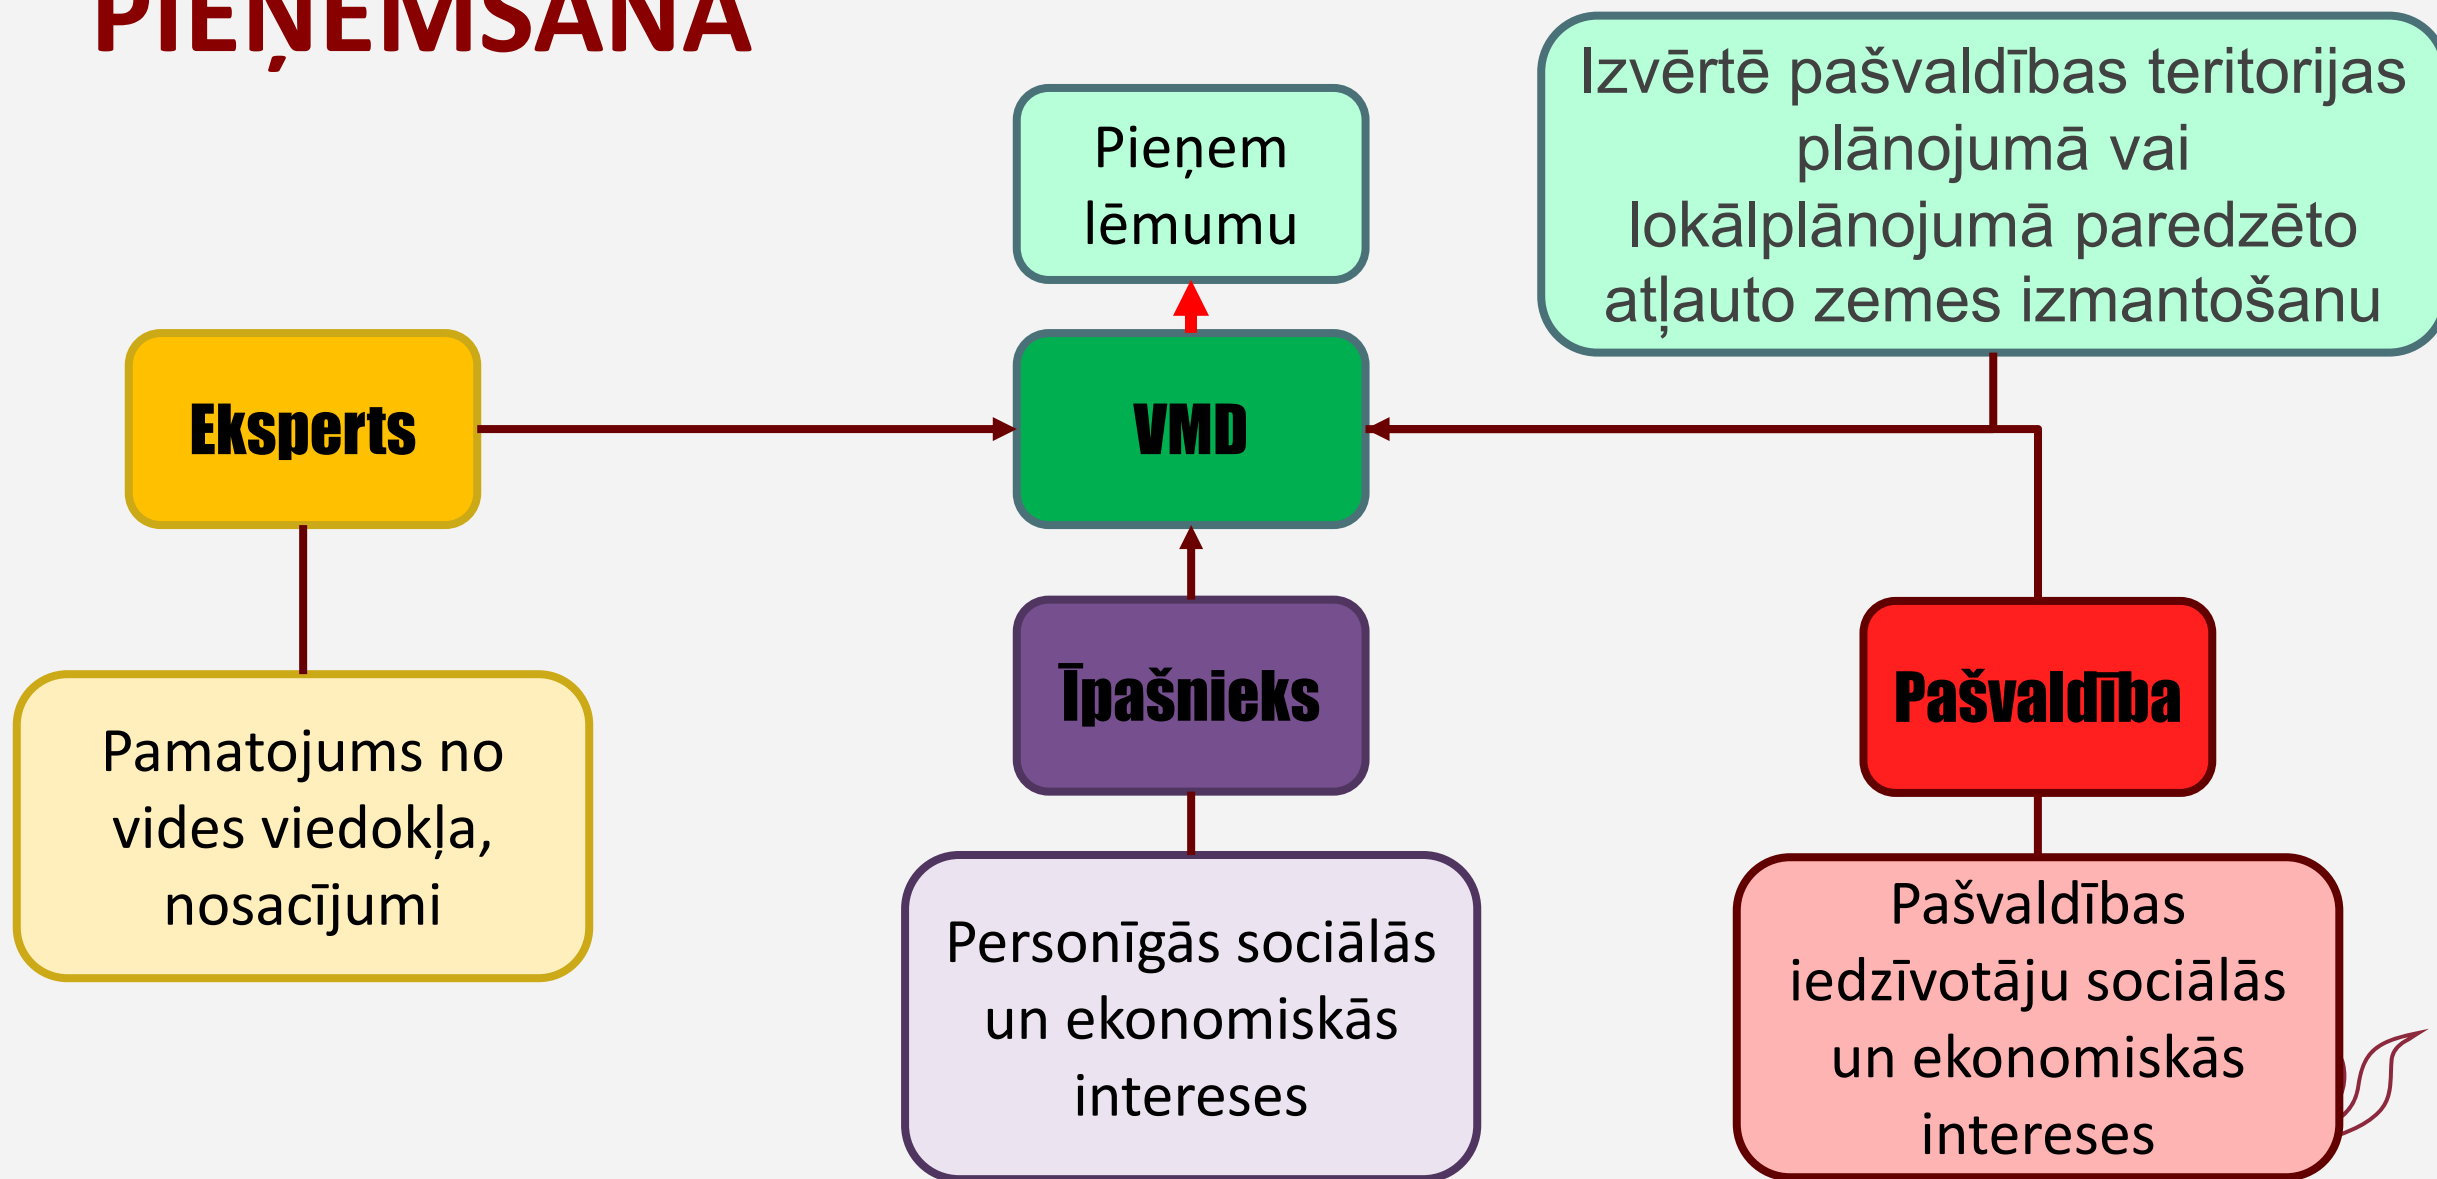 PIEŅEMŠANA
Izvērtē pašvaldības teritorijas
plānojumā vai
lokālplānojumā paredzēto
atļauto zemes izmantošanu
Pieņem
lēmumu
Eksperts
VMD
Īpašnieks
Pašvaldība
Pamatojums no
vides viedokļa,
nosacījumi
Personīgās sociālās
un ekonomiskās
intereses
Pašvaldības
iedzīvotāju sociālās
un ekonomiskās
intereses